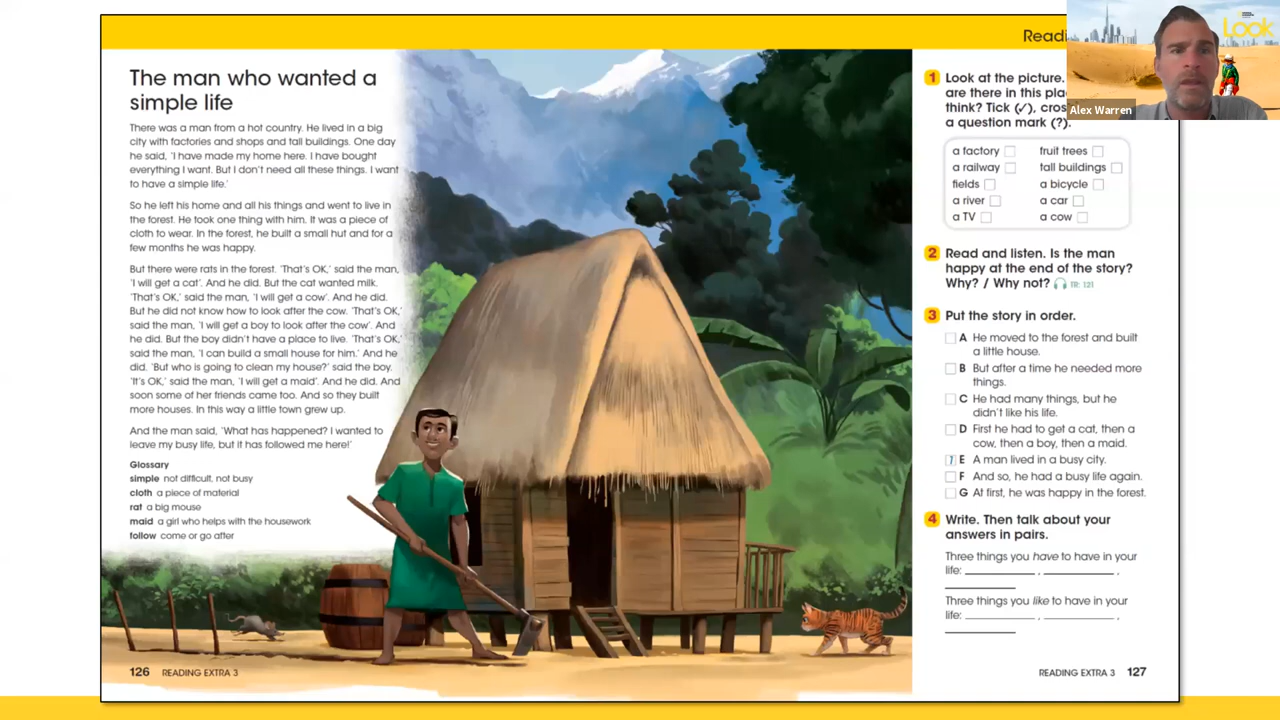 The man who wanted a
simple life
There was a man from a hot country. He lived in a big
city with factories and shops and tall buildings. One day
he said, 'I have made my home here. I have bought
everything I want. But I don't need all these things. I want
to have a simple life.'
So he left his home and all his things and went to live in
the forest. He took one thing with him. It was a piece of
cloth to wear. In the forest, he built a small hut and for a
few months he was happy.
But there were rats in the forest. 'That's OK,' said the man,
'I will get a cat'. And he did. But the cat wanted milk.
'That's OK,' said the man, 'I will get a cow'. And he did.
But he did not know how to look after the cow. 'That's OK,'
said the man, 'I will get a boy to look after the cow'. And
he did. But the boy didn't have a place to live. 'That's OK,'
said the man, 'I can build a small house for him.' And he
did. 'But who is going to clean my house?' said the boy.
'It's OK,' said the man, 'I will get a maid'. And he did. And
soon some of her friends came too. And so they built
more houses. In this way a little town grew up.
And the man said, 'What has happened? I wanted to
leave my busy life, but it has followed me here!'
Glossary
simple not difficult, not busy
cloth a piece of material
rat a big mouse
maid a girl who helps with the housework
follow come or go after
126 READING EXTRA 3
Readi
1 Look at the picture.
are there in this pla
think? Tick (✓), cros
a question mark (?).
a factory fruit trees
a railway tall buildings
fields a bicycle
a river a car
a TV a cow
2 Read and listen. Is the man
happy at the end of the story?
Why? / Why not? TR: 121
3 Put the story in order.
A He moved to the forest and built
a little house.
B But after a time he needed more
things.
C He had many things, but he
didn't like his life.
D First he had to get a cat, then a
cow, then a boy, then a maid.
1 E A man lived in a busy city.
F And so, he had a busy life again.
G At first, he was happy in the forest.
4 Write. Then talk about your
answers in pairs.
Three things you have to have in your
life: , ,
Three things you like to have in your
life: , ,
READING EXTRA 3 127
Look
Alex Warren